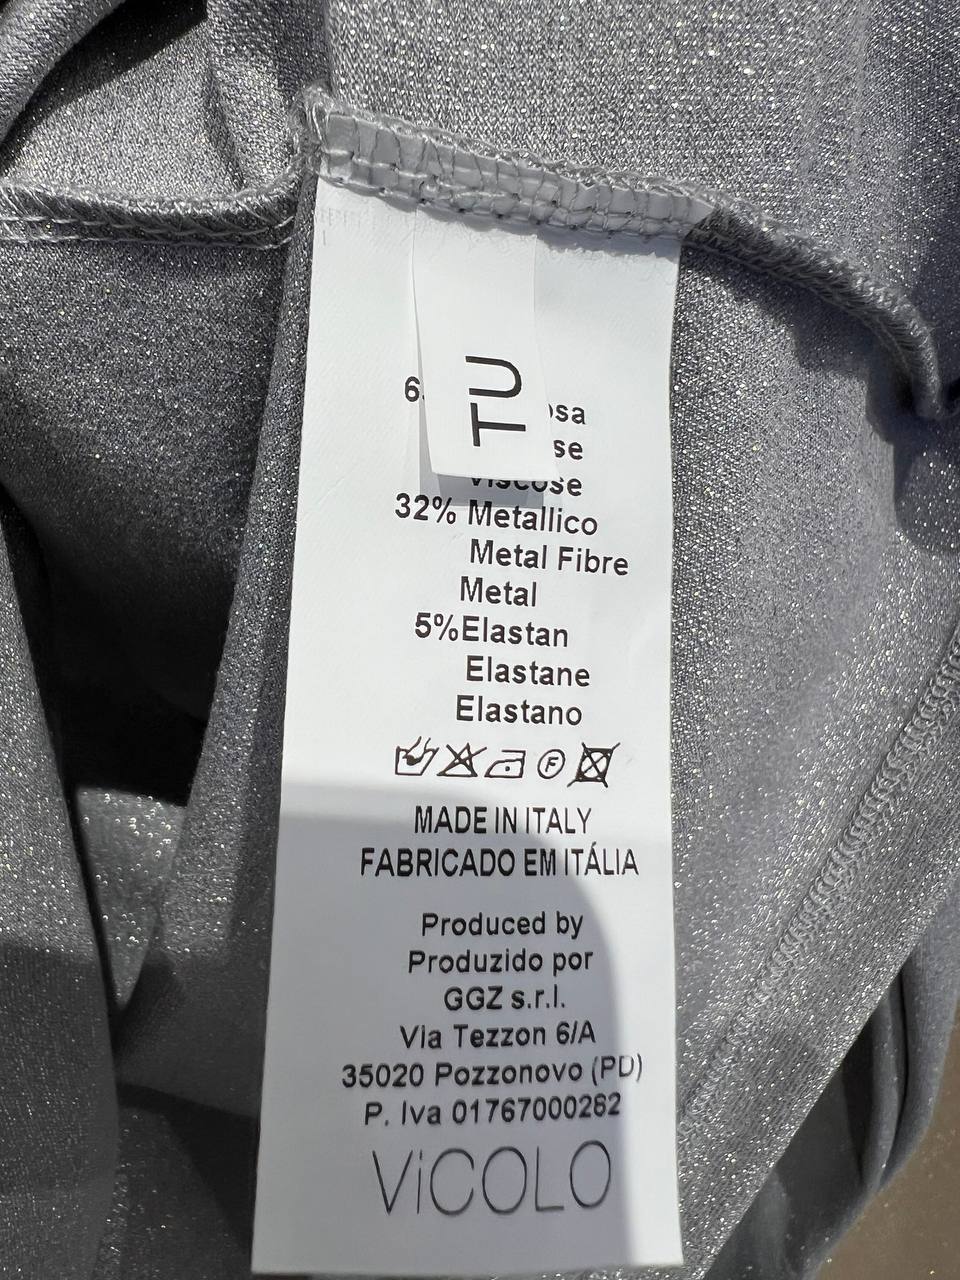 TU
32% Metallico
Metal Fibre
Metal
5%Elastan
Elastane
Elastano
F
MADE IN ITALY
FABRICADO EM ITÁLIA
Produced by
Produzido por
GGZ s.r.l.
Via Tezzon 6/A
35020 Pozzonovo (PD)
P. Iva 01767000282
ViCOLO